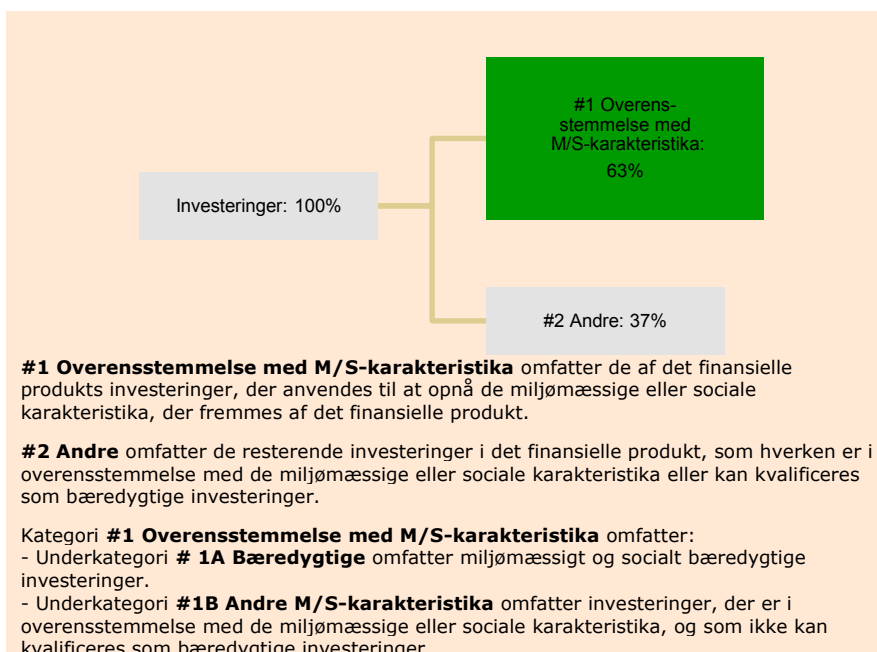 #1 Overens-
stemmelse med
M/S-karakteristika:
63%
Investeringer: 100%
#2 Andre: 37%
#1 Overensstemmelse med M/S-karakteristika omfatter de af det finansielle
produkts investeringer, der anvendes til at opnå de miljømæssige eller sociale
karakteristika, der fremmes af det finansielle produkt.
#2 Andre omfatter de resterende investeringer i det finansielle produkt, som hverken er i
overensstemmelse med de miljømæssige eller sociale karakteristika eller kan kvalificeres
som bæredygtige investeringer.
Kategori #1 Overensstemmelse med M/S-karakteristika omfatter:
- Underkategori # 1A Bæredygtige omfatter miljømæssigt og socialt bæredygtige
investeringer.
- Underkategori #1B Andre M/S-karakteristika omfatter investeringer, der er i
overensstemmelse med de miljømæssige eller sociale karakteristika, og som ikke kan
kvalificeres som bæredygtige investeringer